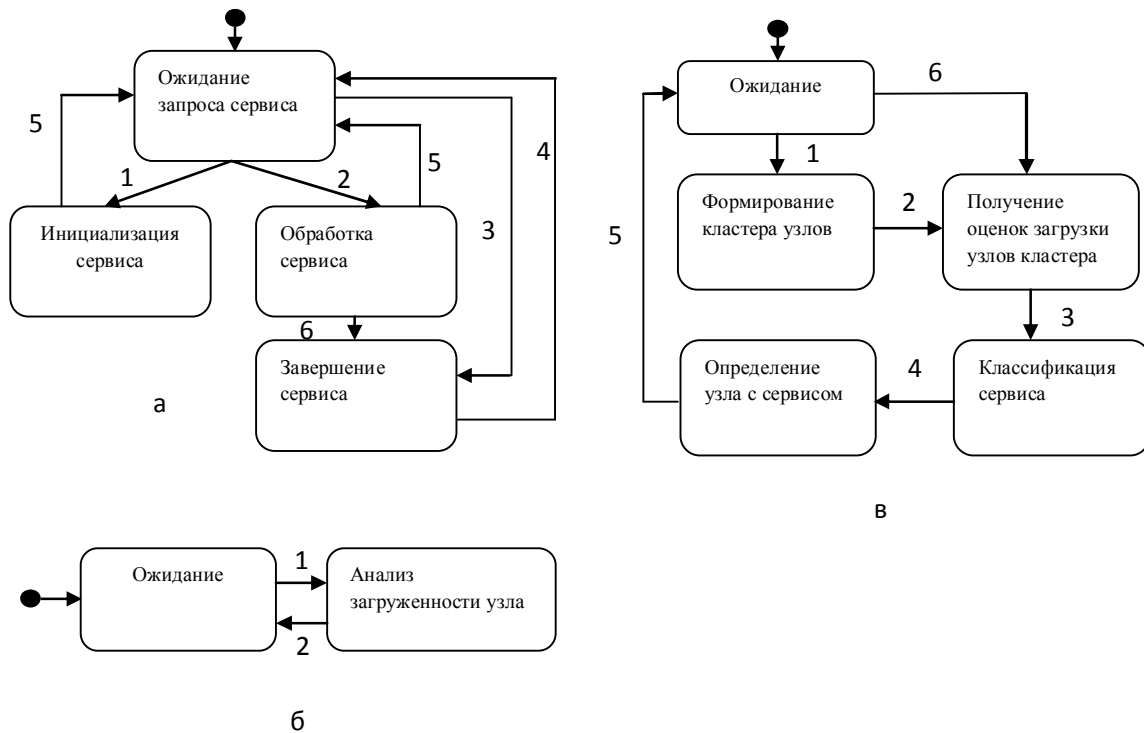 Ожидание
запроса сервиса
5
1
2
5
4
3
Инициализация
сервиса
Обработка
сервиса
6
Завершение
сервиса
а
Ожидание
6
1
Формирование
кластера узлов
2
Получение
оценок загрузки
узлов кластера
5
3
Определение
узла с сервисом
4
Классификация
сервиса
в
Ожидание
1
Анализ
загруженности узла
2
б